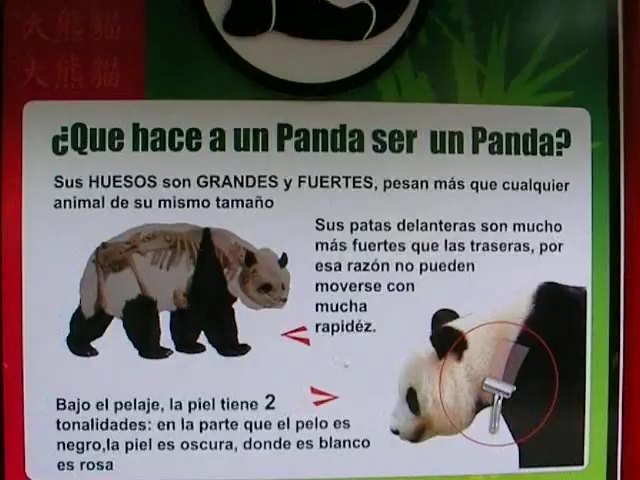 大熊貓
大熊貓
¿Que hace a un Panda ser un Panda?
Sus HUESOS son GRANDES y FUERTES, pesan más que cualquier
animal de su mismo tamaño
Sus patas delanteras son mucho
más fuertes que las traseras, por
esa razón no pueden
moverse con
mucha
rapidéz.
Bajo el pelaje, la piel tiene 2
tonalidades: en la parte que el pelo es
negro,la piel es oscura, donde es blanco
es rosa